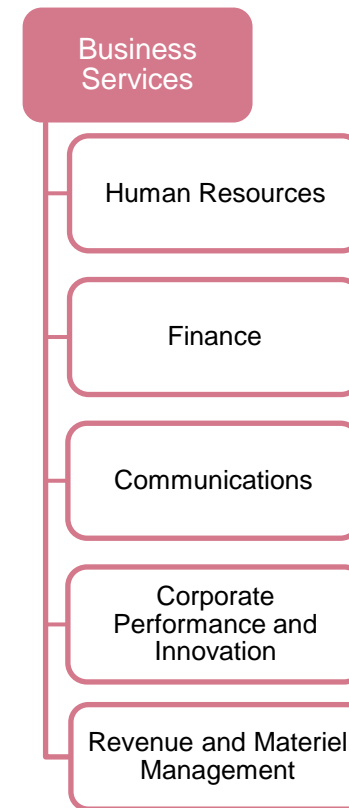 Business
Services
Human Resources
Finance
Communications
Corporate
Performance and
Innovation
Revenue and Materiel
Management